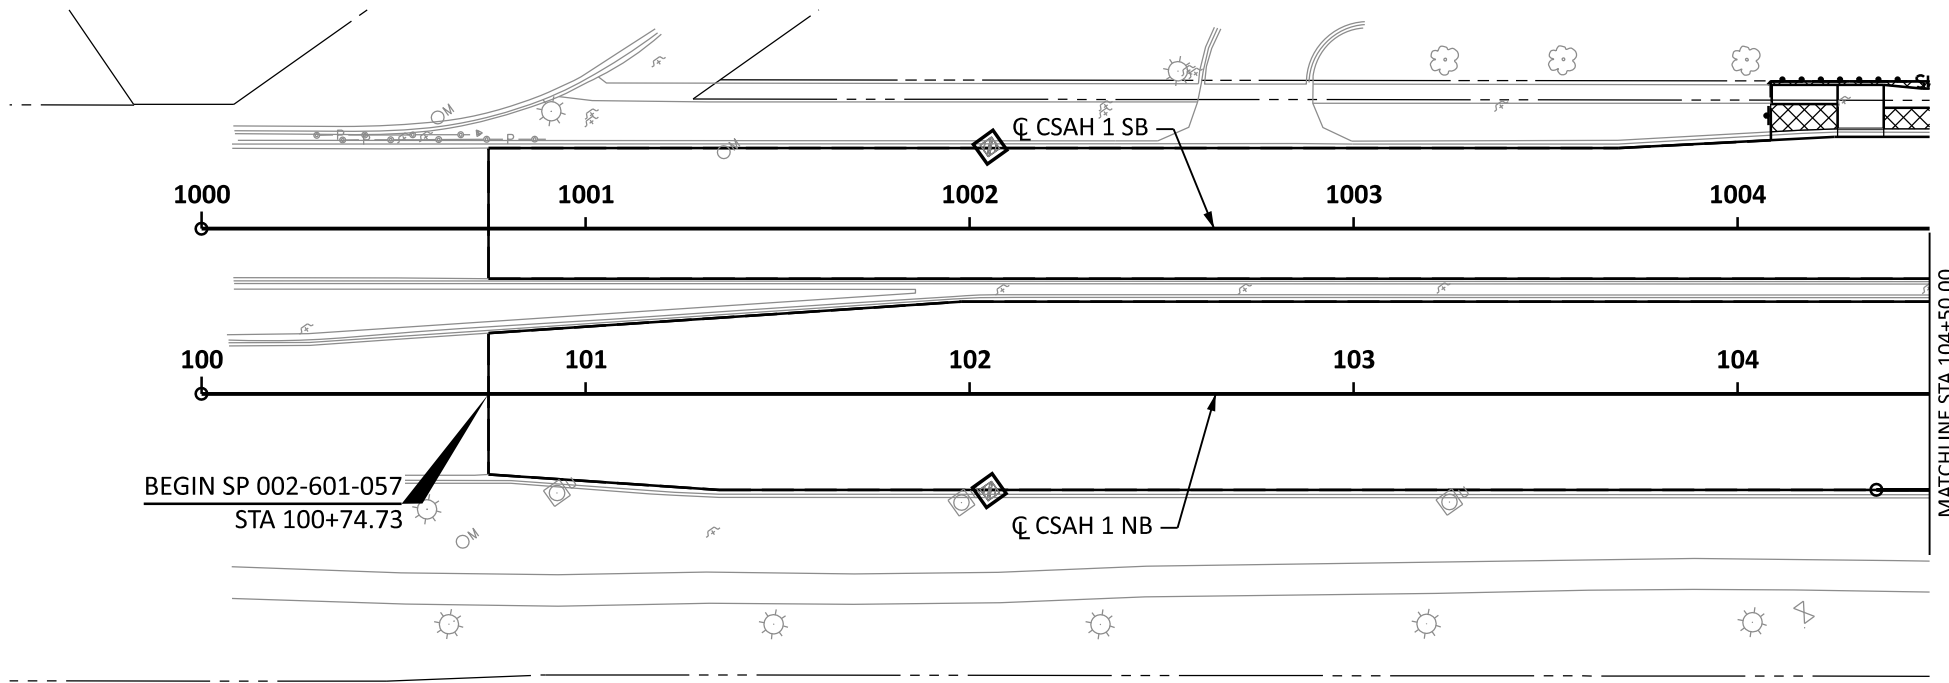 M
P
P
P
M
℄ CSAH 1 SB
1000
1001
1002
1003
1004
100
101
102
103
104
BEGIN SP 002-601-057
STA 100+74.73
℄ CSAH 1 NB
M
MATCHLINE STA 104+50.00